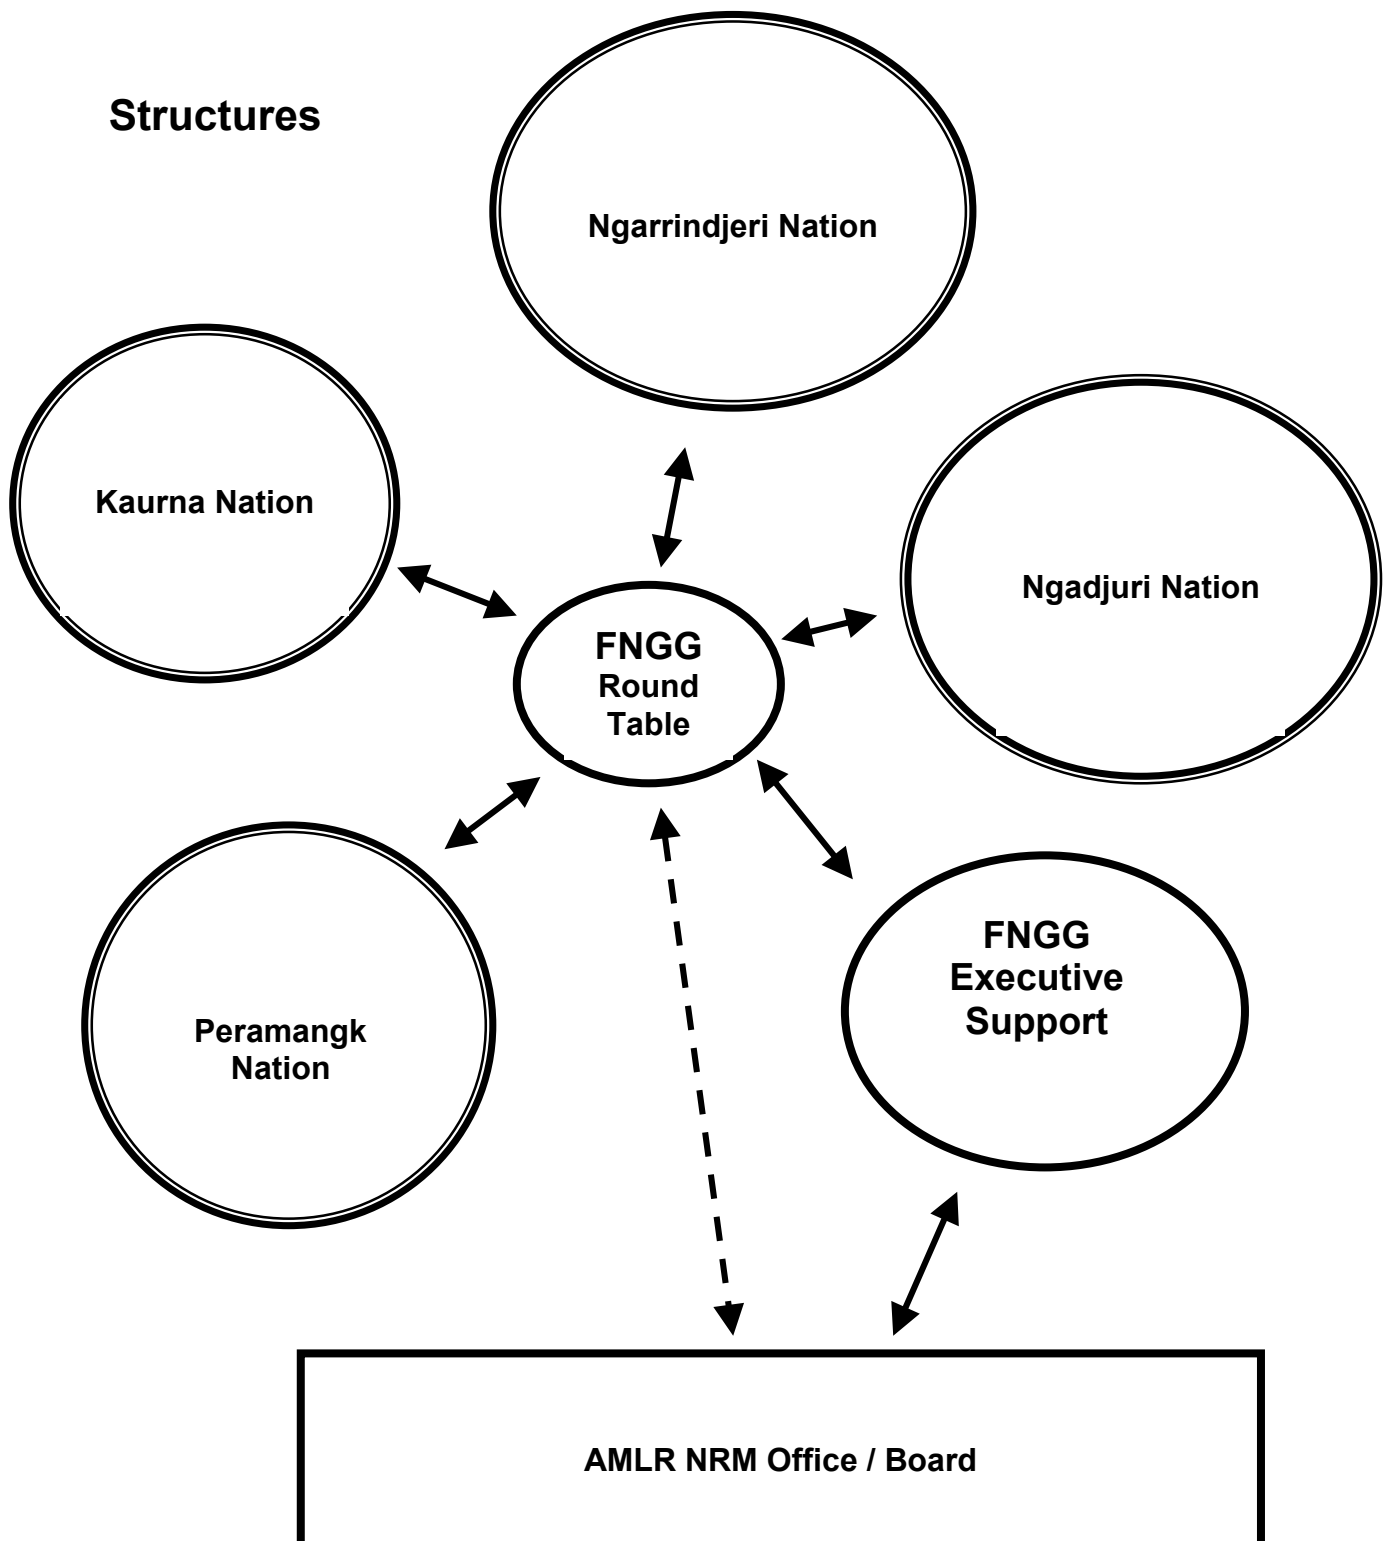 Structures
Ngarrindjeri Nation
Kaurna Nation
Ngadjuri Nation
FNGG
Round
Table
FNGG
Executive
Support
Peramangk
Nation
AMLR NRM Office / Board